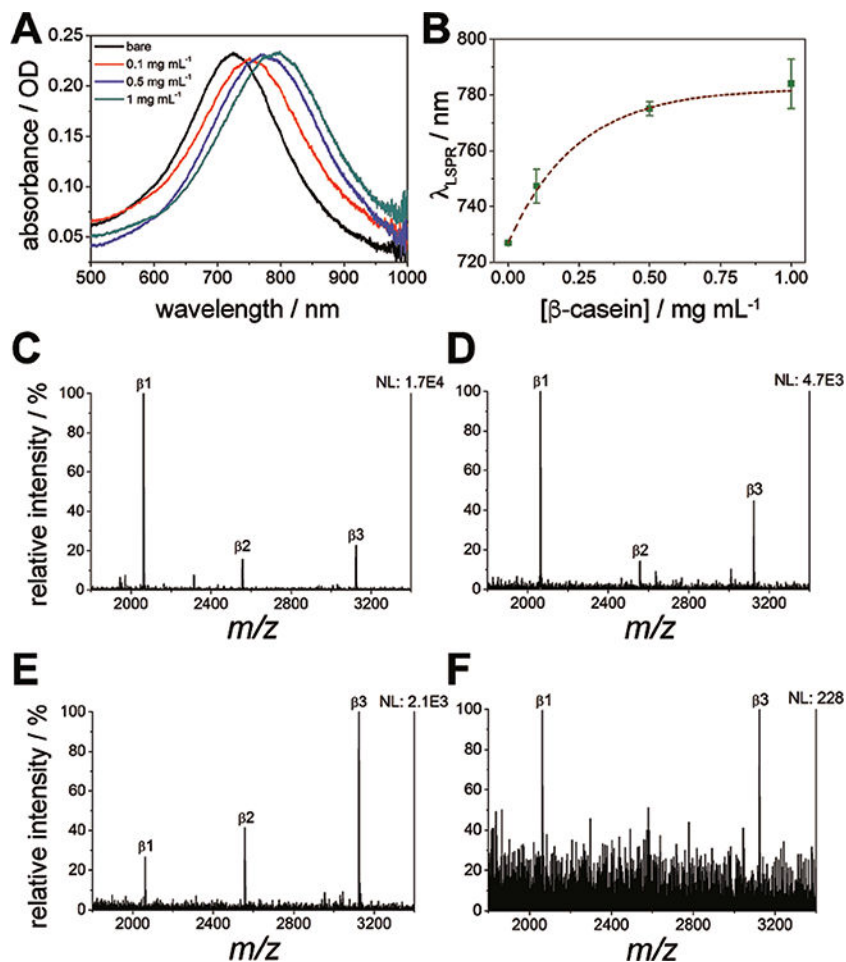 A
0.25
0.20
0.15
0.10
0.05
absorbance / OD
bare
0.1 mg mL⁻¹
0.5 mg mL⁻¹
1 mg mL⁻¹
500 600 700 800 900 1000
wavelength / nm
B
800
780
760
740
720
λLSPR / nm
0.00 0.25 0.50 0.75 1.00
[β-casein] / mg mL⁻¹
C
100
80
60
40
20
0
relative intensity / %
β1
β2
β3
NL: 1.7E4
2000 2400 2800 3200
m/z
D
100
80
60
40
20
0
β1
β2
β3
NL: 4.7E3
2000 2400 2800 3200
m/z
E
100
80
60
40
20
0
relative intensity / %
β1
β2
β3
NL: 2.1E3
2000 2400 2800 3200
m/z
F
100
80
60
40
20
0
β1
β3
NL: 228
2000 2400 2800 3200
m/z